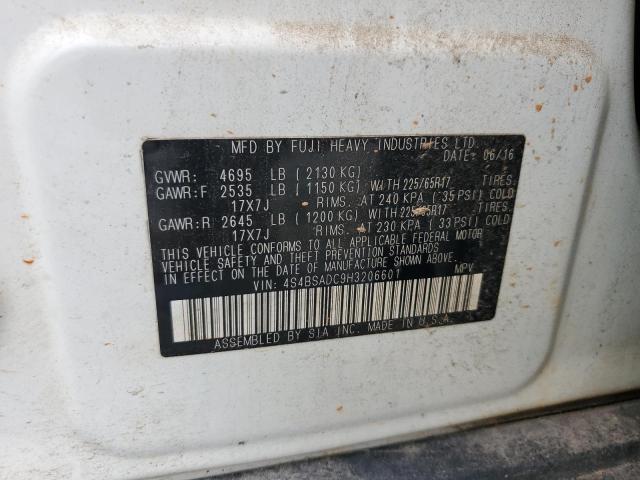 MFD BY FUJI HEAVY INDUSTRIES LTD.
DATE: 06/16
GVWR: 4695 LB ( 2130 KG)
GAWR:F 2535 LB ( 1150 KG) WITH 225/65R17
17X7J RIMS, AT 240 KPA ( 35 PSI) COLD
GAWR:R 2645 LB ( 1200 KG) WITH 225/65R17
17X7J RIMS, AT 230 KPA ( 33 PSI) COLD
THIS VEHICLE CONFORMS TO ALL APPLICABLE FEDERAL MOTOR
VEHICLE SAFETY AND THEFT PREVENTION STANDARDS
IN EFFECT ON THE DATE OF MANUFACTURE SHOWN ABOVE.
VIN: 4S4BSADC9H3206601 MPV
ASSEMBLED BY SIA INC. MADE IN U.S.A.